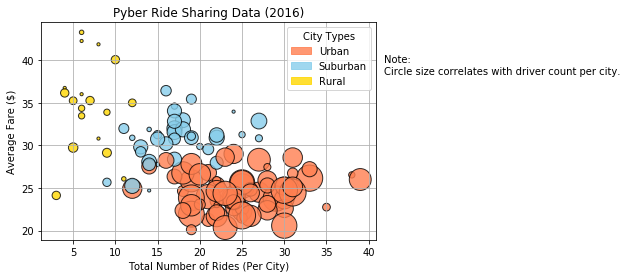 Pyber Ride Sharing Data (2016)
City Types
Urban
Suburban
Rural
Note:
Circle size correlates with driver count per city.
Average Fare ($)
40
35
30
25
20
5
10
15
20
25
30
35
40
Total Number of Rides (Per City)